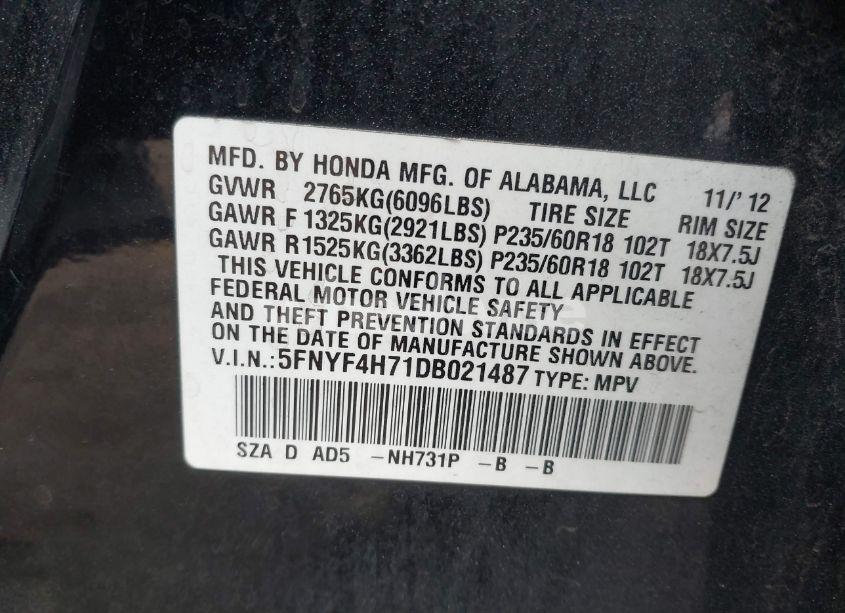 MFD. BY HONDA MFG. OF ALABAMA, LLC 11/'12
GVWR 2765KG(6096LBS) TIRE SIZE RIM SIZE
GAWR F 1325KG(2921LBS) P235/60R18 102T 18X7.5J
GAWR R1525KG(3362LBS) P235/60R18 102T 18X7.5J
THIS VEHICLE CONFORMS TO ALL APPLICABLE
FEDERAL MOTOR VEHICLE SAFETY
AND THEFT PREVENTION STANDARDS IN EFFECT
ON THE DATE OF MANUFACTURE SHOWN ABOVE.
V.I.N.:5FNYF4H71DB021487 TYPE: MPV
SZA D AD5 -NH731P -B -B